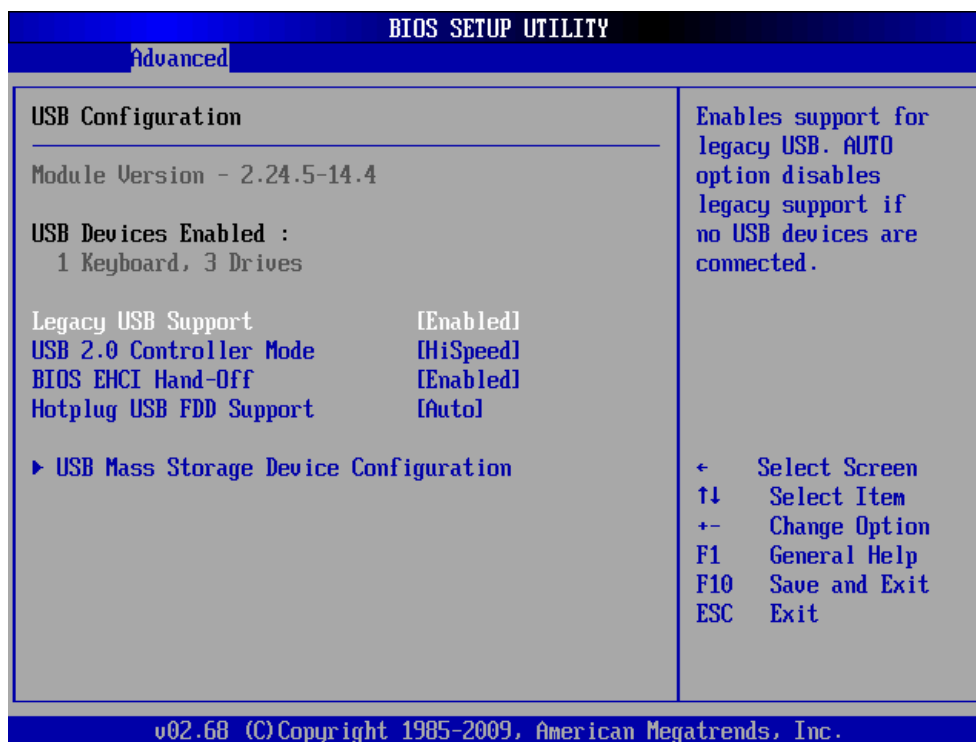 BIOS SETUP UTILITY
Advanced
USB Configuration
Module Version - 2.24.5-14.4
USB Devices Enabled :
1 Keyboard, 3 Drives
Legacy USB Support [Enabled]
USB 2.0 Controller Mode [HiSpeed]
BIOS EHCI Hand-Off [Enabled]
Hotplug USB FDD Support [Auto]
▶ USB Mass Storage Device Configuration
Enables support for
legacy USB. AUTO
option disables
legacy support if
no USB devices are
connected.
← Select Screen
↑↓ Select Item
+- Change Option
F1 General Help
F10 Save and Exit
ESC Exit
v02.68 (C)Copyright 1985-2009, American Megatrends, Inc.